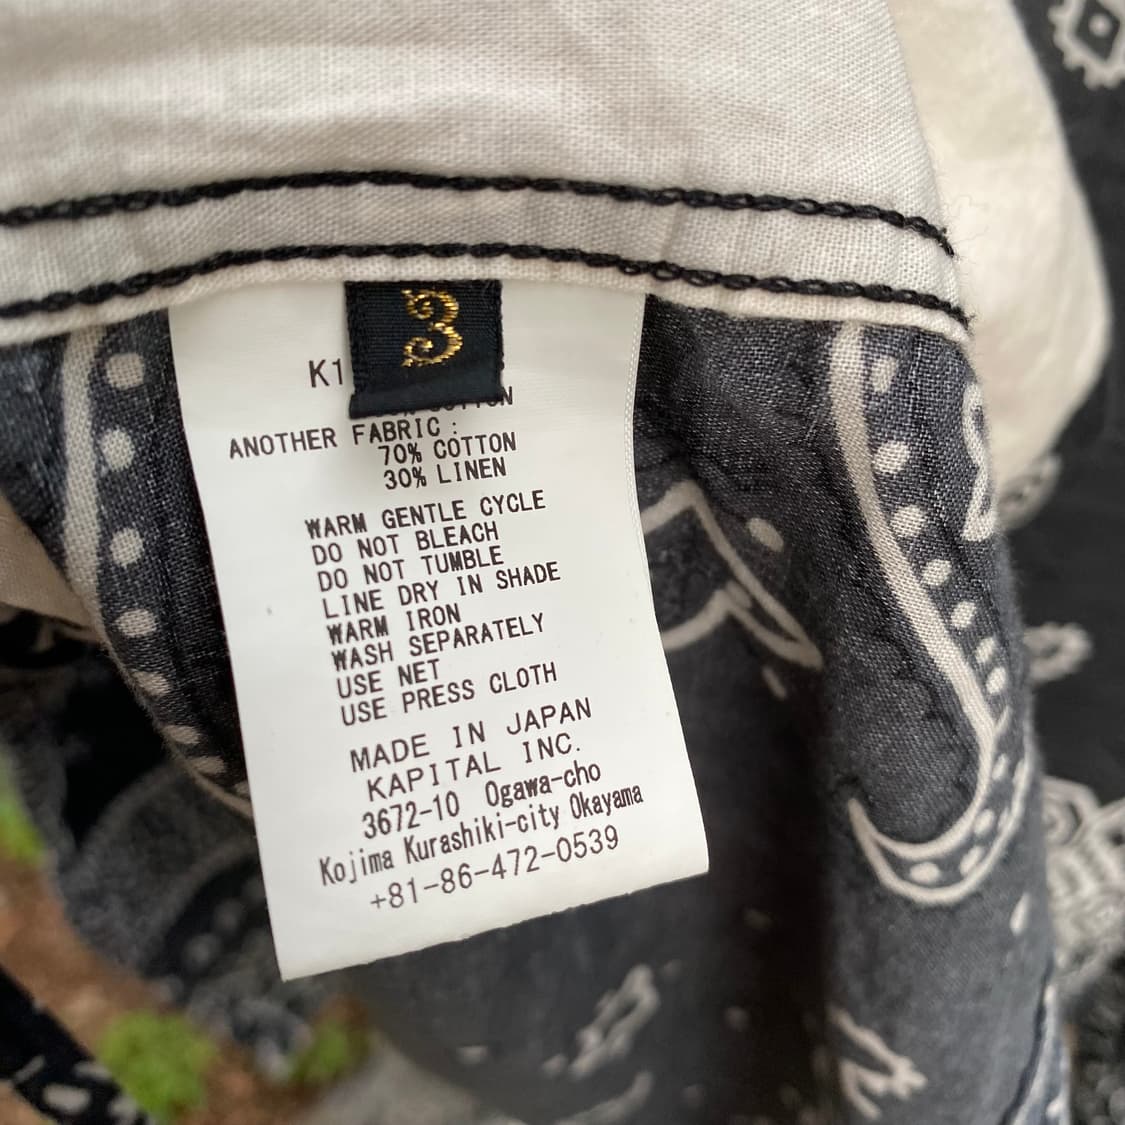 3
K1
COTTON
ANOTHER FABRIC :
70% COTTON
30% LINEN
WARM GENTLE CYCLE
DO NOT BLEACH
DO NOT TUMBLE
LINE DRY IN SHADE
WARM IRON
WASH SEPARATELY
USE NET
USE PRESS CLOTH
MADE IN JAPAN
KAPITAL INC.
3672-10 Ogawa-cho
Kojima Kurashiki-city Okayama
+81-86-472-0539